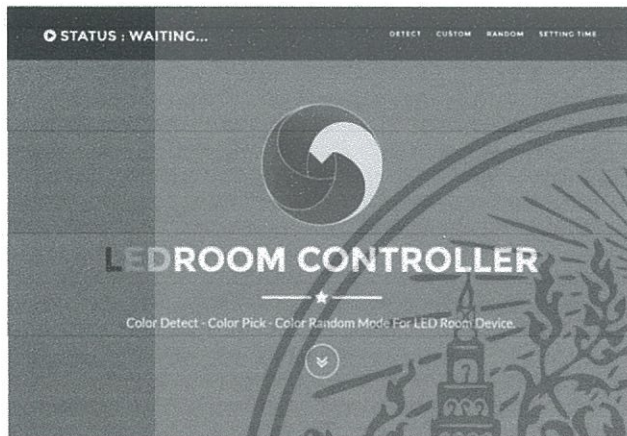 STATUS : WAITING...
DETECT CUSTOM RANDOM SETTING TIME
LEDROOM CONTROLLER
Color Detect - Color Pick - Color Random Mode For LED Room Device.